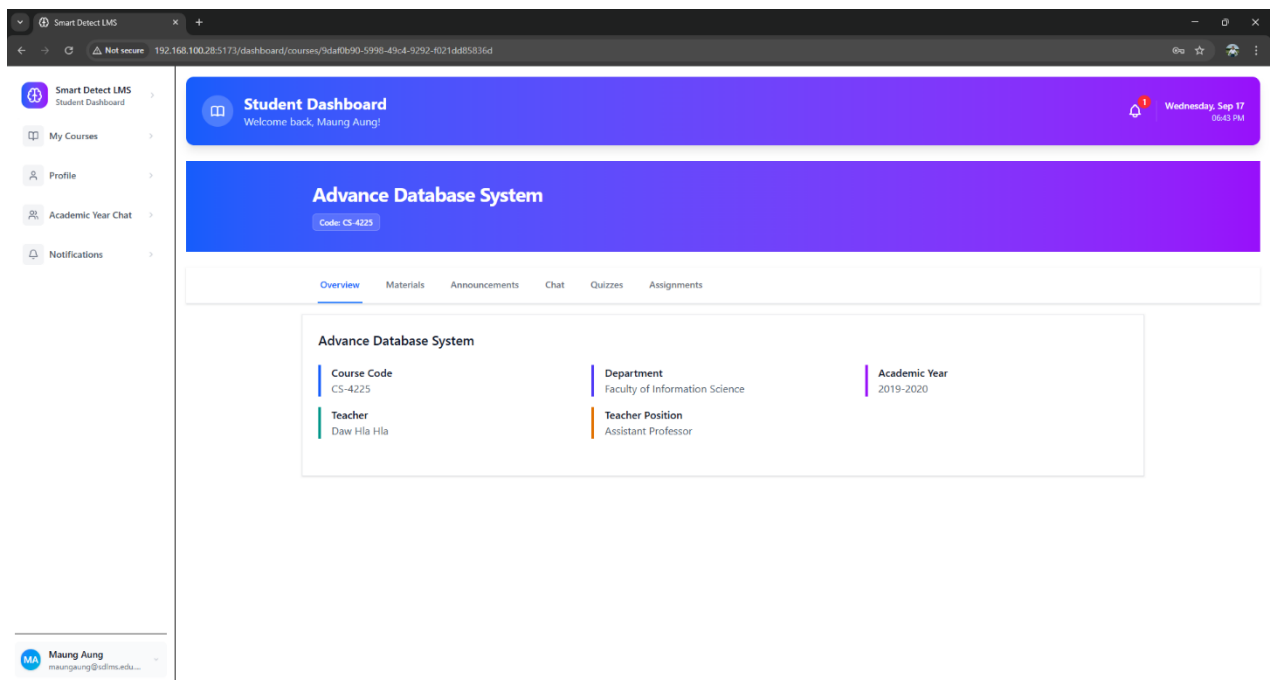 Smart Detect LMS
Not secure 192.168.100.28:5173/dashboard/courses/9daf0b90-5998-49c4-9292-f021dd85836d
Smart Detect LMS
Student Dashboard
My Courses
Profile
Academic Year Chat
Notifications
Student Dashboard
Welcome back, Maung Aung!
1
Wednesday, Sep 17
06:43 PM
Advance Database System
Code: CS-4225
Overview Materials Announcements Chat Quizzes Assignments
Advance Database System
Course Code Department Academic Year
CS-4225 Faculty of Information Science 2019-2020
Teacher Teacher Position
Daw Hla Hla Assistant Professor
MA
Maung Aung
maungaung@sdlms.edu....